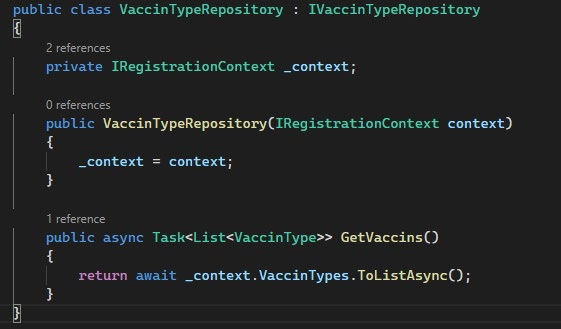 public class VaccinTypeRepository : IVaccinTypeRepository
{
2 references
private IRegistrationContext _context;
0 references
public VaccinTypeRepository(IRegistrationContext context)
{
_context = context;
}
1 reference
public async Task<List<VaccinType>> GetVaccins()
{
return await _context.VaccinTypes.ToListAsync();
}
}